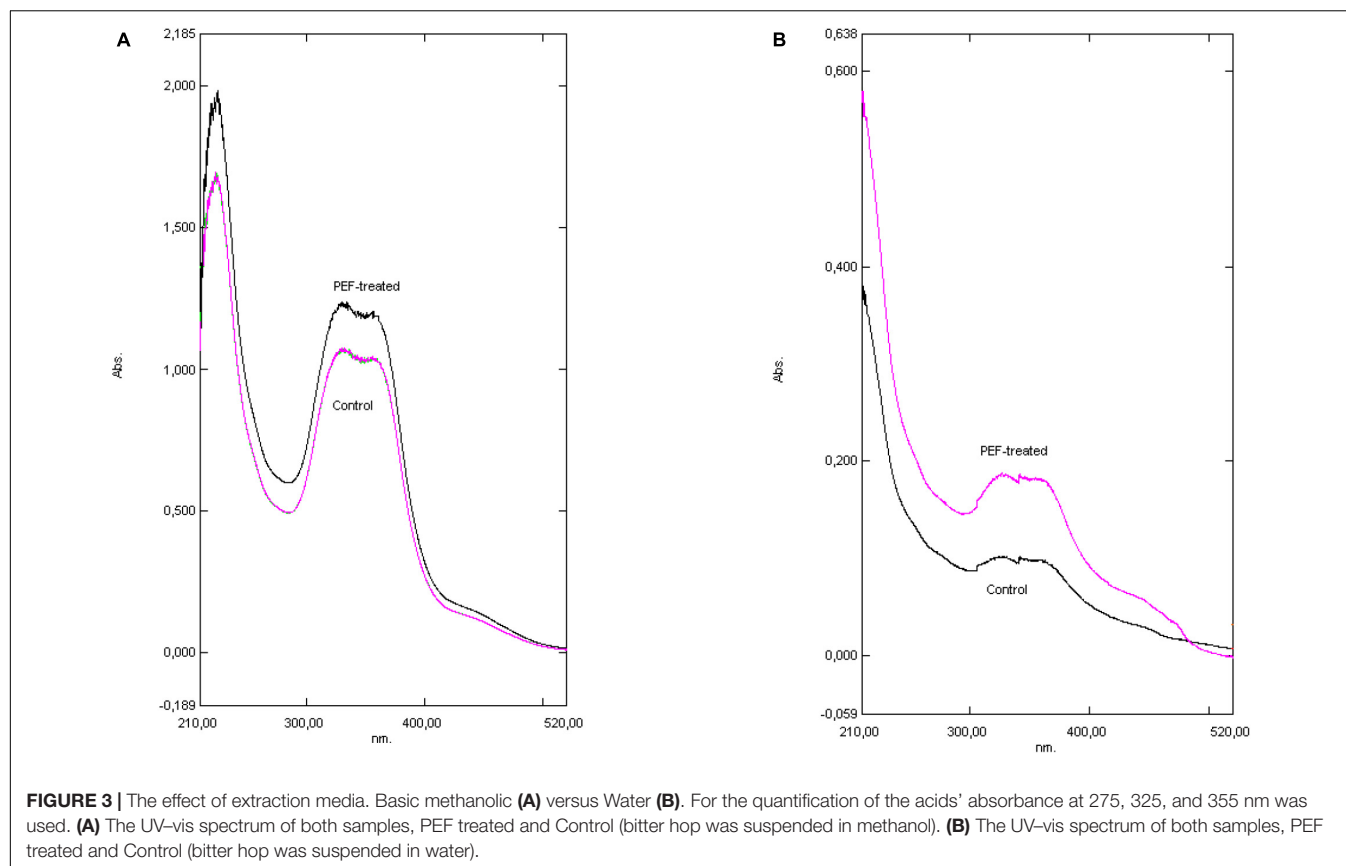 A
2,185
2,000
1,500
1,000
0,500
0,000
-0,189
Abs.
PEF-treated
Control
210,00 300,00 400,00 520,00
nm.
B
0,638
0,600
0,400
0,200
0,000
-0,059
Abs.
PEF-treated
Control
210,00 300,00 400,00 520,00
nm.
FIGURE 3 | The effect of extraction media. Basic methanolic (A) versus Water (B). For the quantification of the acids' absorbance at 275, 325, and 355 nm was
used. (A) The UV–vis spectrum of both samples, PEF treated and Control (bitter hop was suspended in methanol). (B) The UV–vis spectrum of both samples, PEF
treated and Control (bitter hop was suspended in water).